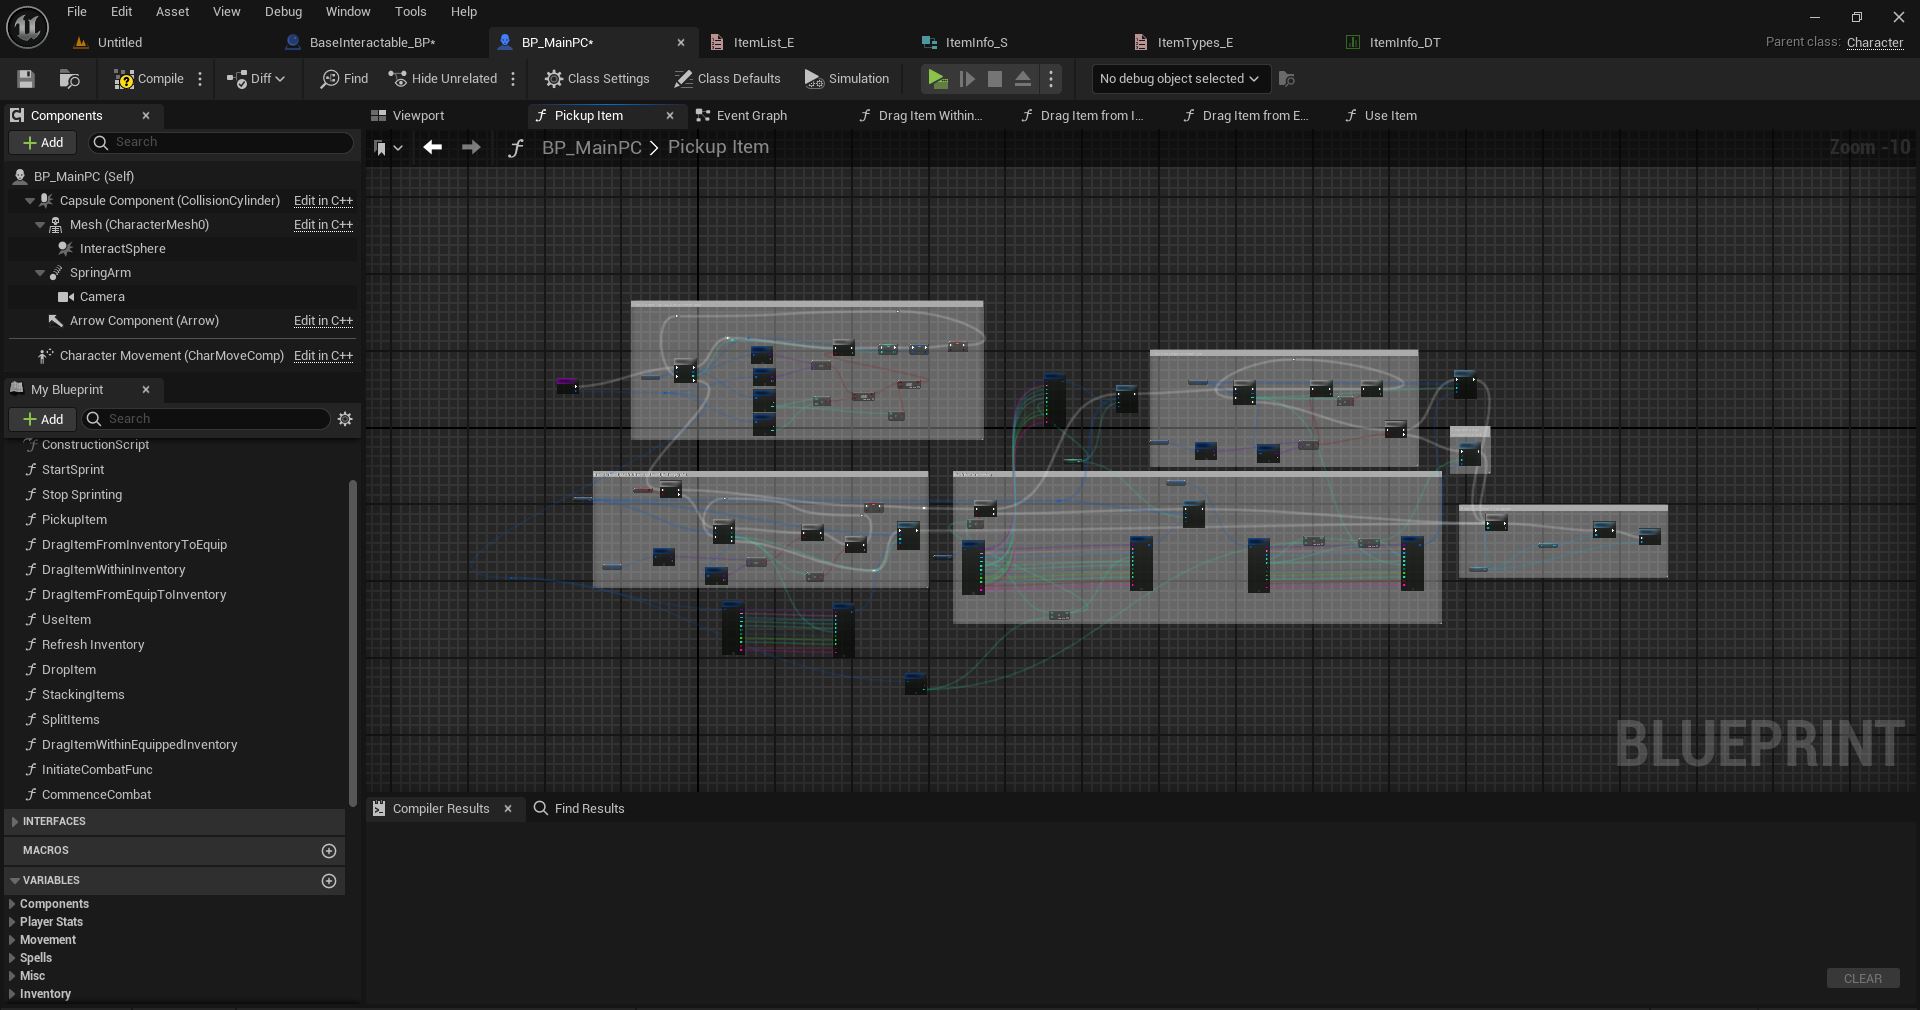 File Edit Asset View Debug Window Tools Help
Untitled BaseInteractable_BP* BP_MainPC* ItemList_E ItemInfo_S ItemTypes_E ItemInfo_DT Parent class: Character
Compile Diff Find Hide Unrelated Class Settings Class Defaults Simulation No debug object selected
Components
Viewport Pickup Item Event Graph Drag Item Within... Drag Item from I... Drag Item from E... Use Item
Add Search
BP_MainPC > Pickup Item Zoom -10
BP_MainPC (Self)
Capsule Component (CollisionCylinder) Edit in C++
Mesh (CharacterMesh0) Edit in C++
InteractSphere
SpringArm
Camera
Arrow Component (Arrow) Edit in C++
Character Movement (CharMoveComp) Edit in C++
My Blueprint
Add Search
ConstructionScript
StartSprint
Stop Sprinting
PickupItem
DragItemFromInventoryToEquip
DragItemWithinInventory
DragItemFromEquipToInventory
UseItem
Refresh Inventory
DropItem
StackingItems
SplitItems
DragItemWithinEquippedInventory
InitiateCombatFunc
CommenceCombat
INTERFACES
MACROS
VARIABLES
Components
Player Stats
Movement
Spells
Misc
Inventory
BLUEPRINT
Compiler Results Find Results
CLEAR